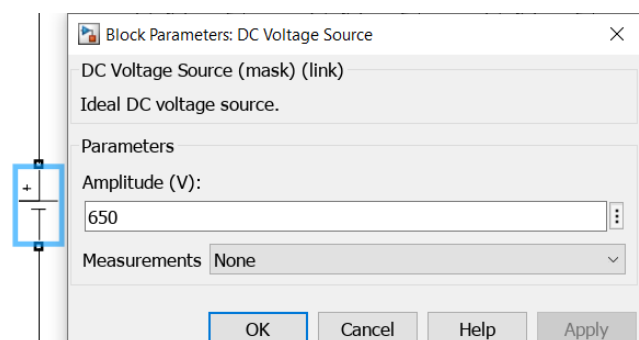 Block Parameters: DC Voltage Source
DC Voltage Source (mask) (link)
Ideal DC voltage source.
Parameters
Amplitude (V):
650
Measurements None
OK Cancel Help Apply
+